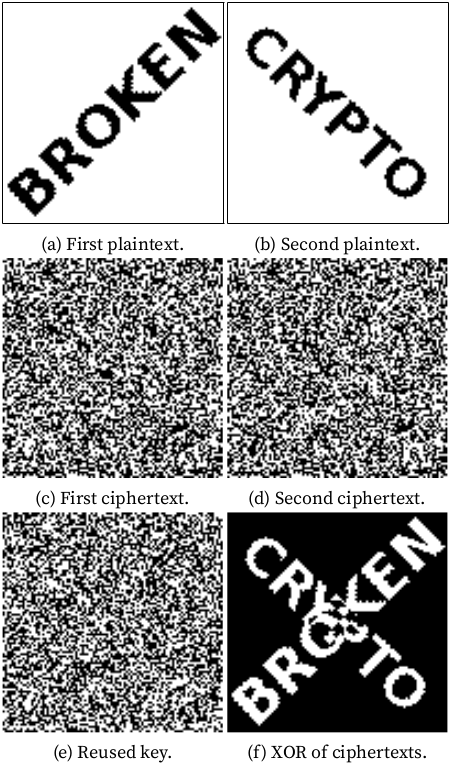 BROKEN
CRYPTO
(a) First plaintext.
(b) Second plaintext.
(c) First ciphertext.
(d) Second ciphertext.
CRYPTO
BROKEN
(e) Reused key.
(f) XOR of ciphertexts.